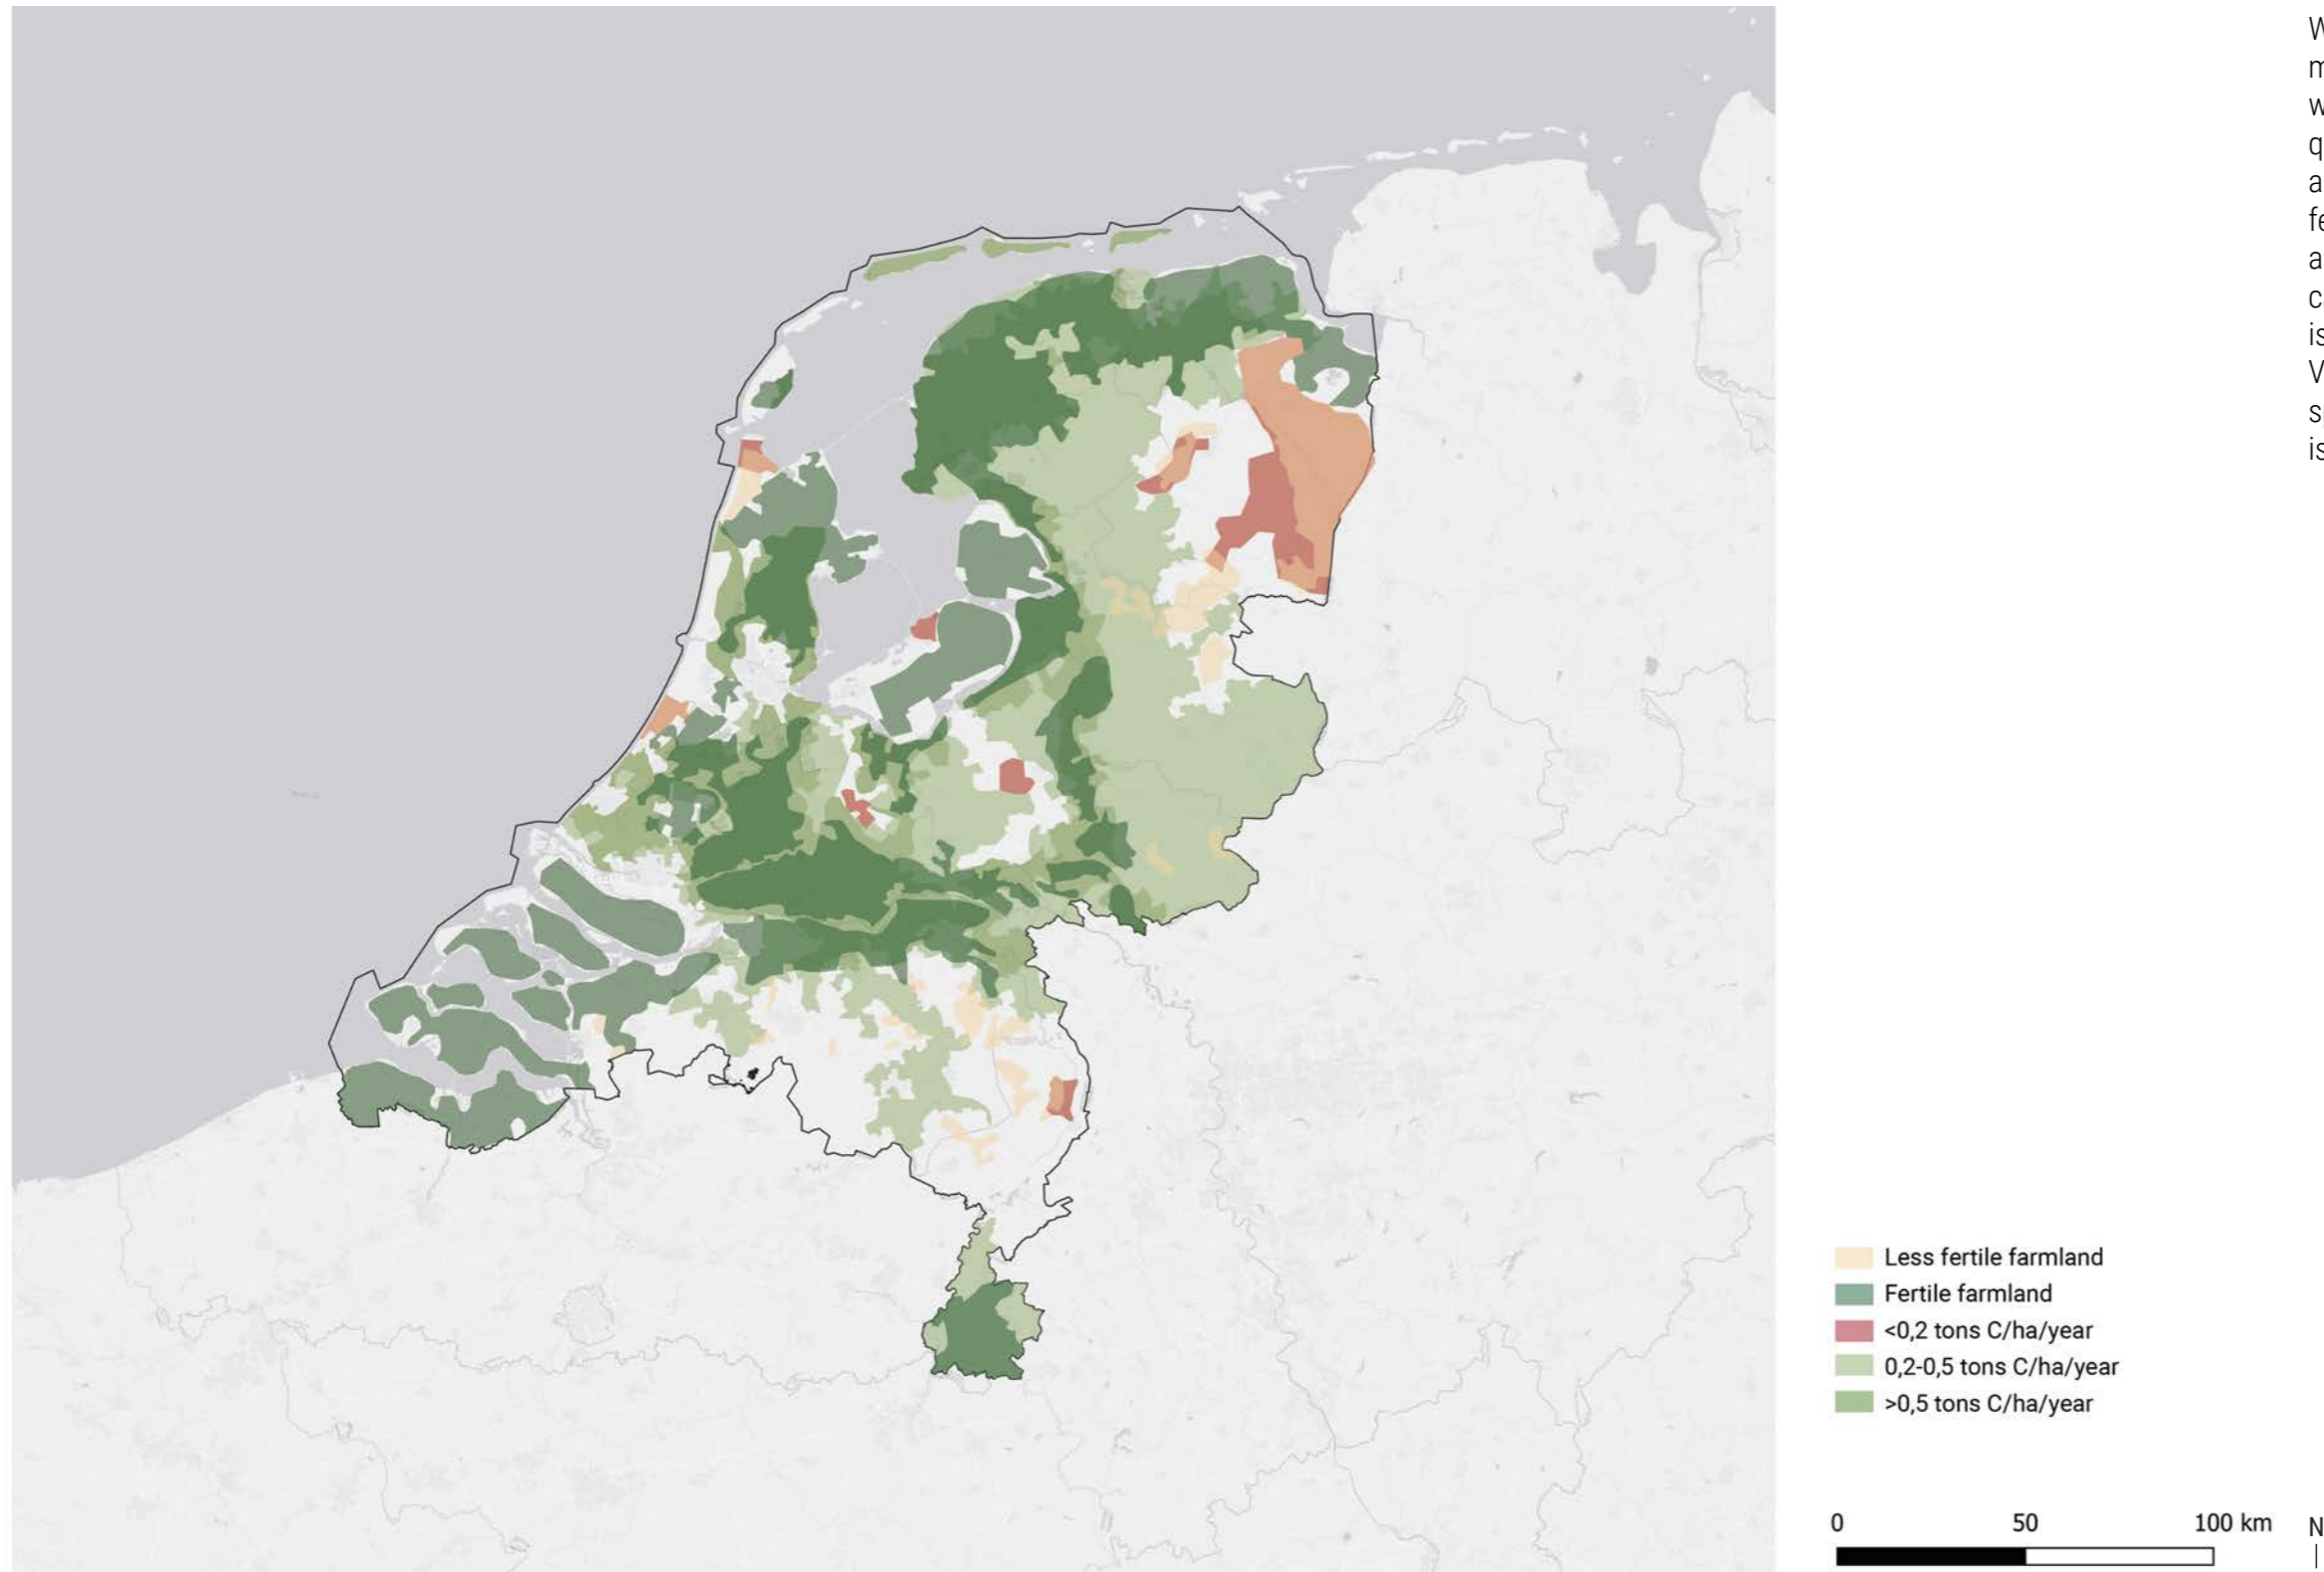 Less fertile farmland
Fertile farmland
<0,2 tons C/ha/year
0,2-0,5 tons C/ha/year
>0,5 tons C/ha/year
0 50 100 km